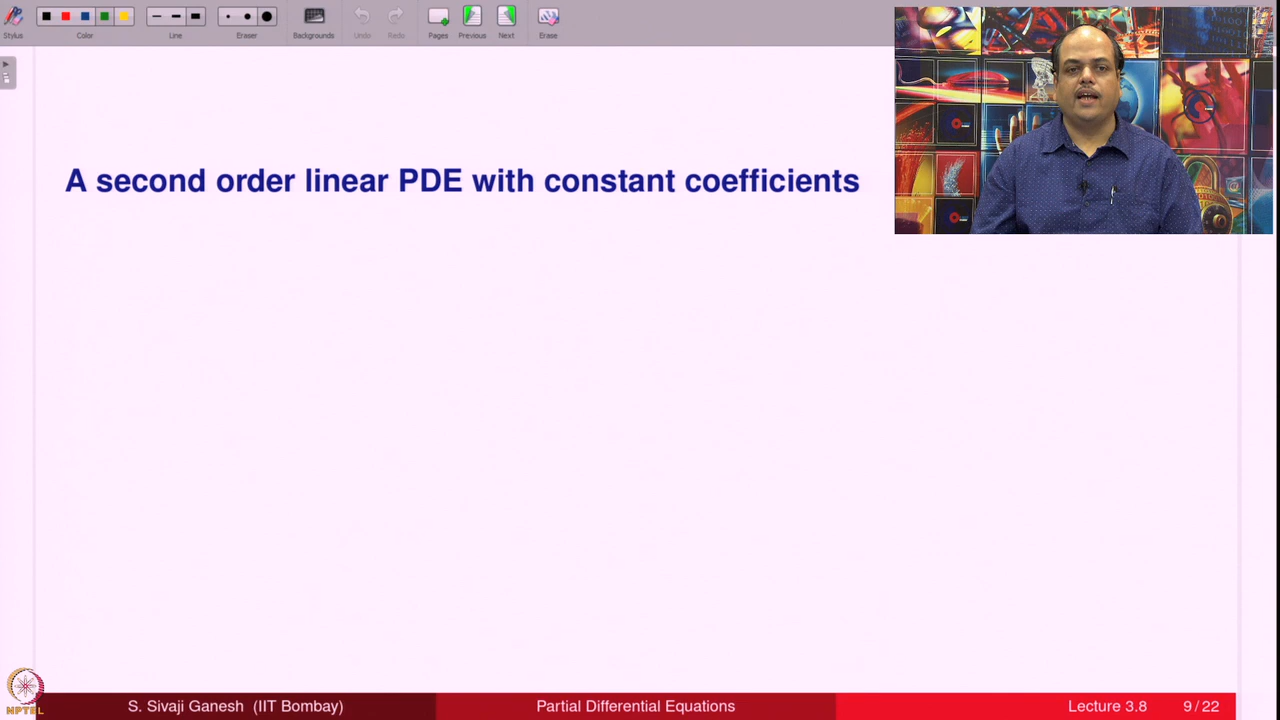 Stylus
Color
Line
Eraser
Backgrounds
Undo
Redo
Pages
Previous
Next
Erase
A second order linear PDE with constant coefficients
NPTEL
S. Sivaji Ganesh (IIT Bombay)
Partial Differential Equations
Lecture 3.8
9 / 22